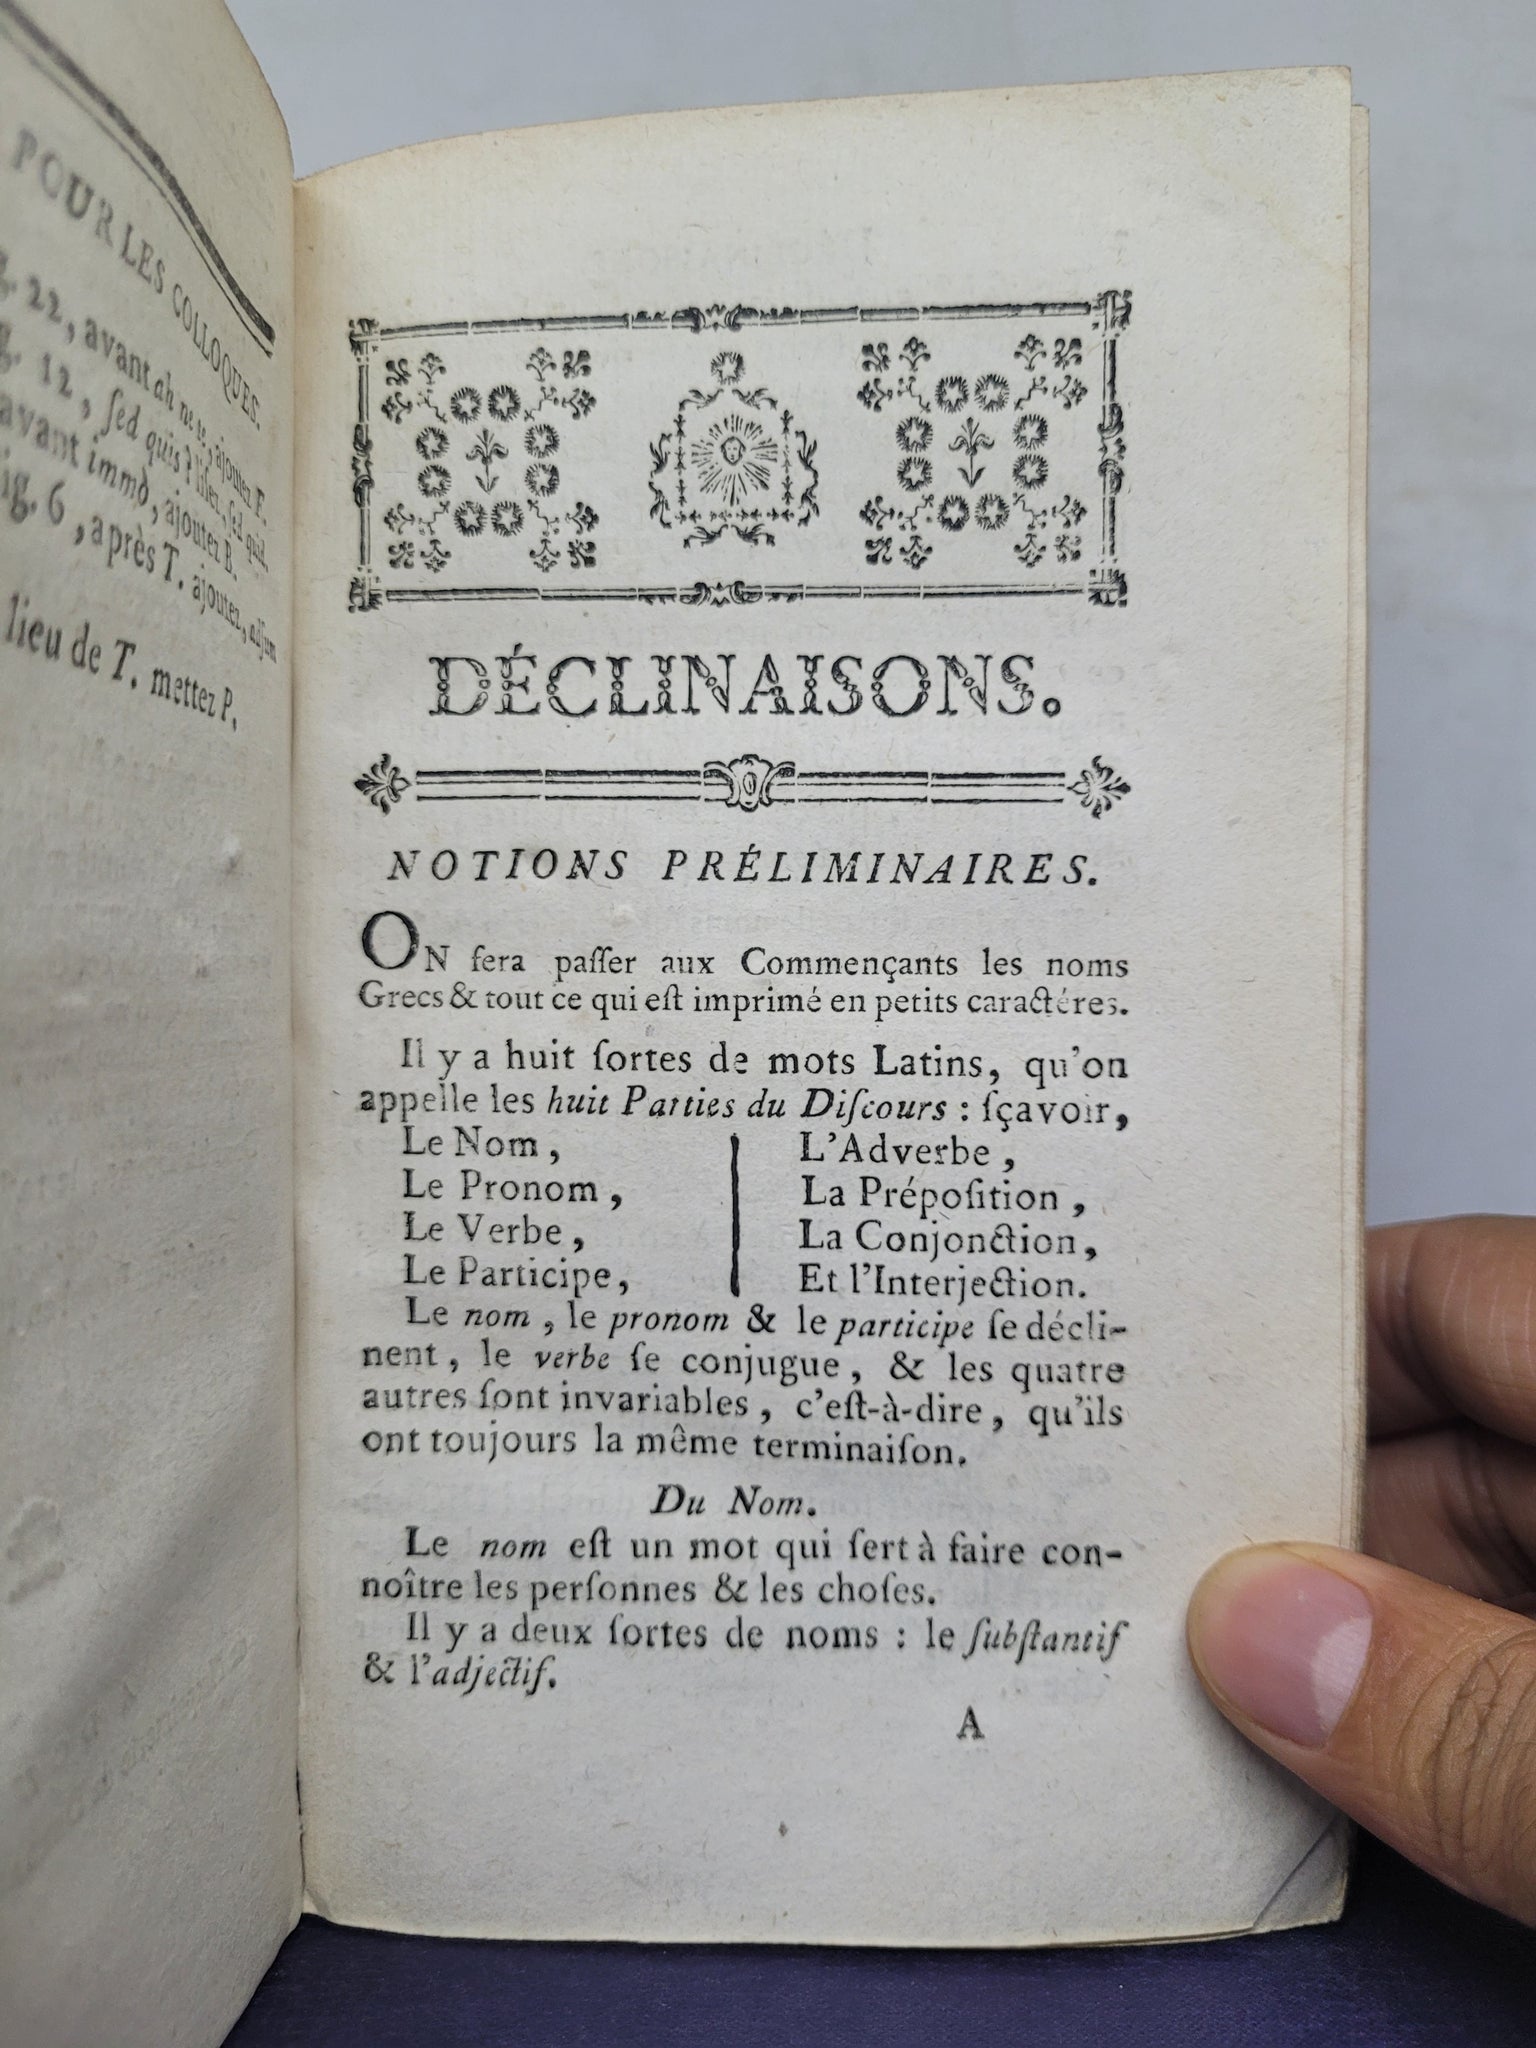 POUR LES COLLOQUES.
22, avant ah ne te, ajoutez F.
12, ſed quis? liſez, ſed quid.
avant immò, ajoutez B.
ig. 6, après T. ajoutez, adſum
lieu de T. mettez P.
DÉCLINAISONS.
NOTIONS PRÉLIMINAIRES.
ON fera paſſer aux Commençants les noms
Grecs & tout ce qui eſt imprimé en petits caractéres.
Il y a huit ſortes de mots Latins, qu'on
appelle les huit Parties du Diſcours : ſçavoir,
Le Nom,
Le Pronom,
Le Verbe,
Le Participe,
L'Adverbe,
La Prépoſition,
La Conjonction,
Et l'Interjection.
Le nom, le pronom & le participe ſe décli-
nent, le verbe ſe conjugue, & les quatre
autres ſont invariables, c'eſt-à-dire, qu'ils
ont toujours la même terminaiſon.
Du Nom.
Le nom eſt un mot qui ſert à faire con-
noître les perſonnes & les choſes.
Il y a deux ſortes de noms : le ſubſtantif
& l'adjectif.
A